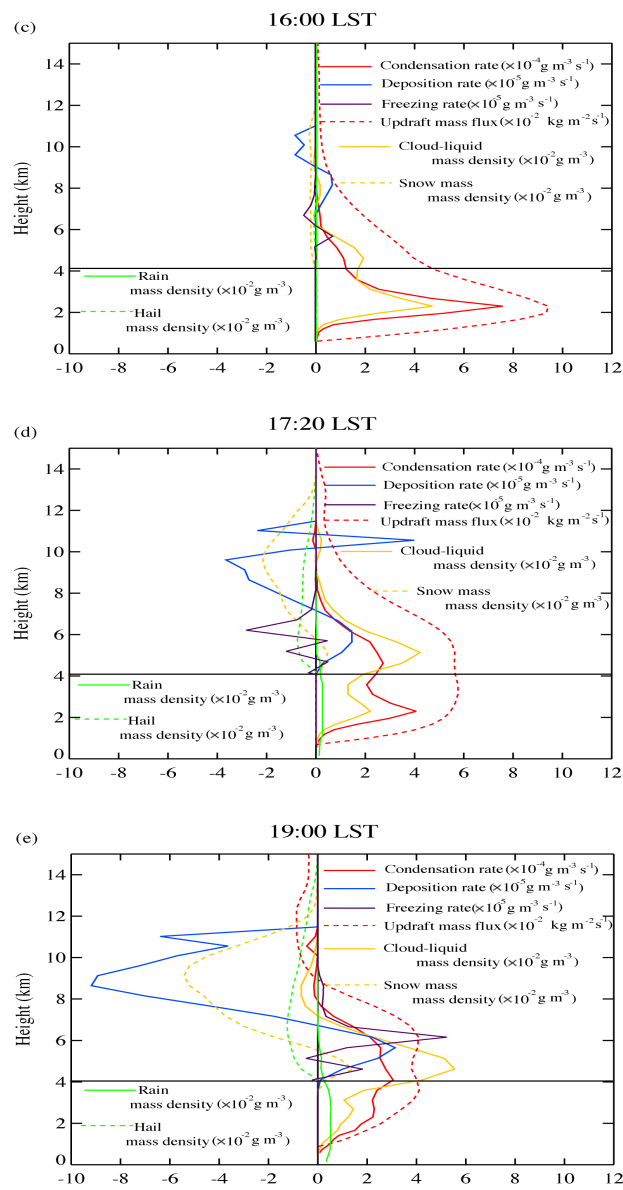 (c)
16:00 LST
14
12
10
8
6
4
2
0
Height (km)
Condensation rate (×10-4g m-3 s-1)
Deposition rate (×10-5g m-3 s-1)
Freezing rate(×105g m-3 s-1)
Updraft mass flux(×10-2 kg m-2s-1)
Cloud-liquid
mass density (×10-2g m-3)
Snow mass
mass density (×10-2g m-3)
Rain
mass density (×10-2g m-3)
Hail
mass density (×10-2g m-3)
-10 -8 -6 -4 -2 0 2 4 6 8 10 12
(d)
17:20 LST
14
12
10
8
6
4
2
0
Height (km)
Condensation rate (×10-4g m-3 s-1)
Deposition rate (×10-5g m-3 s-1)
Freezing rate(×105g m-3 s-1)
Updraft mass flux(×10-2 kg m-2s-1)
Cloud-liquid
mass density (×10-2g m-3)
Snow mass
mass density (×10-2g m-3)
Rain
mass density (×10-2g m-3)
Hail
mass density (×10-2g m-3)
-10 -8 -6 -4 -2 0 2 4 6 8 10 12
(e)
19:00 LST
14
12
10
8
6
4
2
0
Height (km)
Condensation rate (×10-4g m-3 s-1)
Deposition rate (×10-5g m-3 s-1)
Freezing rate(×105g m-3 s-1)
Updraft mass flux (×10-2 kg m-2s-1)
Cloud-liquid
mass density (×10-2g m-3)
Snow mass
mass density (×10-2g m-3)
Rain
mass density (×10-2g m-3)
Hail
mass density (×10-2g m-3)
-10 -8 -6 -4 -2 0 2 4 6 8 10 12